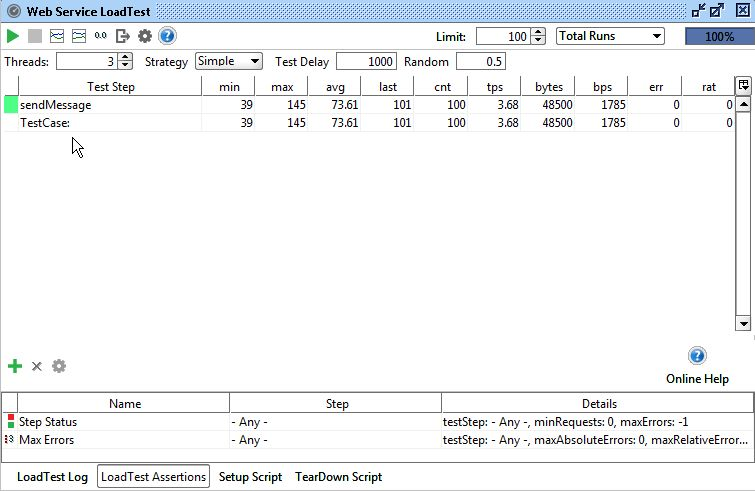 Web Service LoadTest
0.0 Limit: 100 Total Runs 100%
Threads: 3 Strategy Simple Test Delay 1000 Random 0.5
Test Step min max avg last cnt tps bytes bps err rat
sendMessage 39 145 73.61 101 100 3.68 48500 1785 0 0
TestCase: 39 145 73.61 101 100 3.68 48500 1785 0 0
Online Help
Name Step Details
Step Status - Any - testStep: - Any -, minRequests: 0, maxErrors: -1
Max Errors - Any - testStep: - Any -, maxAbsoluteErrors: 0, maxRelativeError...
LoadTest Log LoadTest Assertions Setup Script TearDown Script